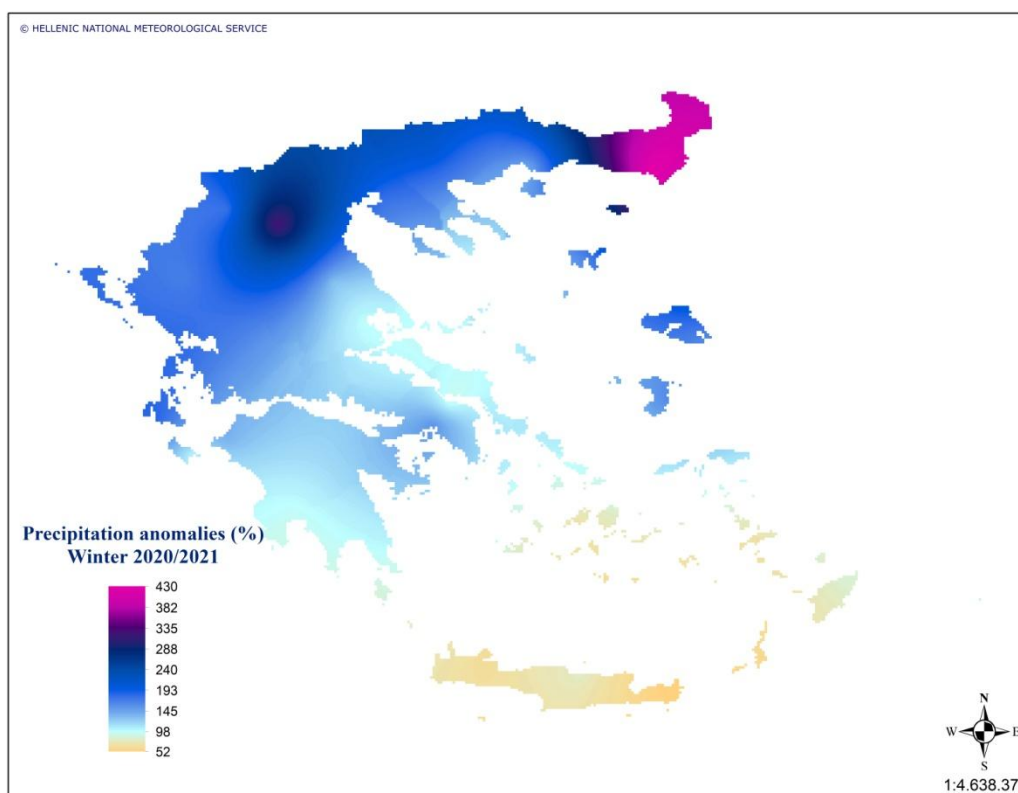 © HELLENIC NATIONAL METEOROLOGICAL SERVICE
Precipitation anomalies (%)
Winter 2020/2021
430
382
335
288
240
193
145
98
52
N
W E
S
1:4.638.37